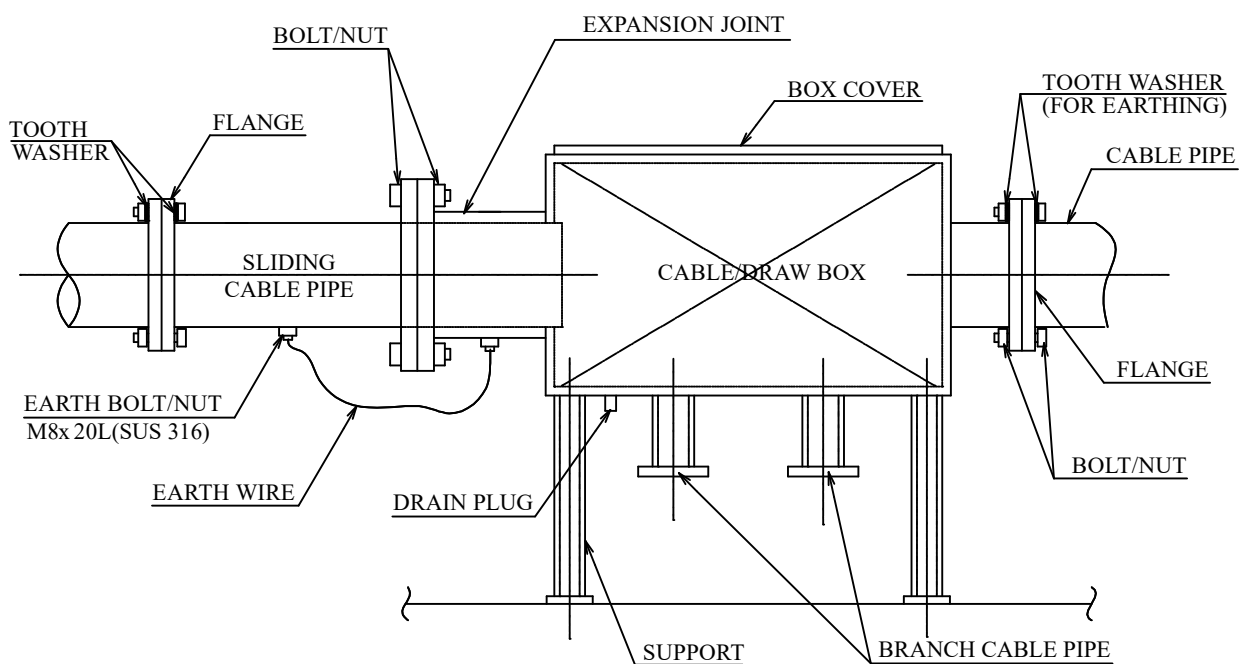 EXPANSION JOINT
BOLT/NUT
BOX COVER
TOOTH WASHER
(FOR EARTHING)
FLANGE
TOOTH
WASHER
CABLE PIPE
SLIDING
CABLE PIPE
CABLE/DRAW BOX
FLANGE
EARTH BOLT/NUT
M8x 20L(SUS 316)
BOLT/NUT
EARTH WIRE
DRAIN PLUG
SUPPORT
BRANCH CABLE PIPE